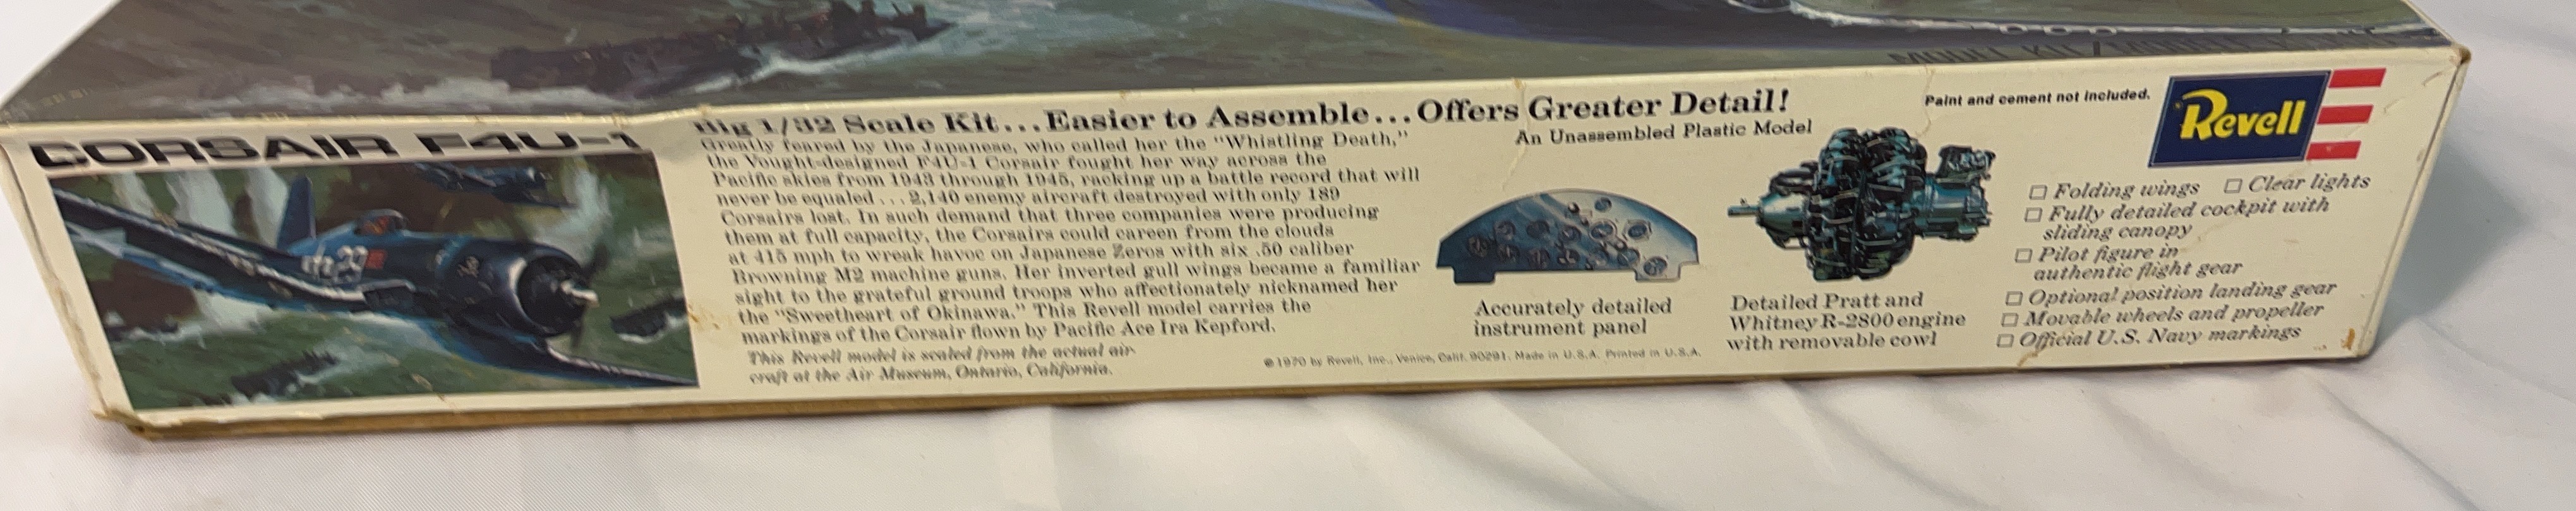 MODEL KIT/
CORSAIR F4U-1
29
Big 1/32 Scale Kit...Easier to Assemble...Offers Greater Detail!
Greatly feared by the Japanese, who called her the "Whistling Death,"
the Vought-designed F4U-1 Corsair fought her way across the
Pacific skies from 1943 through 1945, racking up a battle record that will
never be equaled...2,140 enemy aircraft destroyed with only 189
Corsairs lost. In such demand that three companies were producing
them at full capacity, the Corsairs could careen from the clouds
at 415 mph to wreak havoc on Japanese Zeros with six .50 caliber
Browning M2 machine guns. Her inverted gull wings became a familiar
sight to the grateful ground troops who affectionately nicknamed her
the "Sweetheart of Okinawa." This Revell model carries the
markings of the Corsair flown by Pacific Ace Ira Kepford.
This Revell model is scaled from the actual air-
craft at the Air Museum, Ontario, California.
An Unassembled Plastic Model
Accurately detailed
instrument panel
Detailed Pratt and
Whitney R-2800 engine
with removable cowl
© 1970 by Revell, Inc., Venice, Calif. 90291. Made in U.S.A. Printed in U.S.A.
Paint and cement not included.
Revell
□ Folding wings □ Clear lights
□ Fully detailed cockpit with
sliding canopy
□ Pilot figure in
authentic flight gear
□ Optional position landing gear
□ Movable wheels and propeller
□ Official U.S. Navy markings